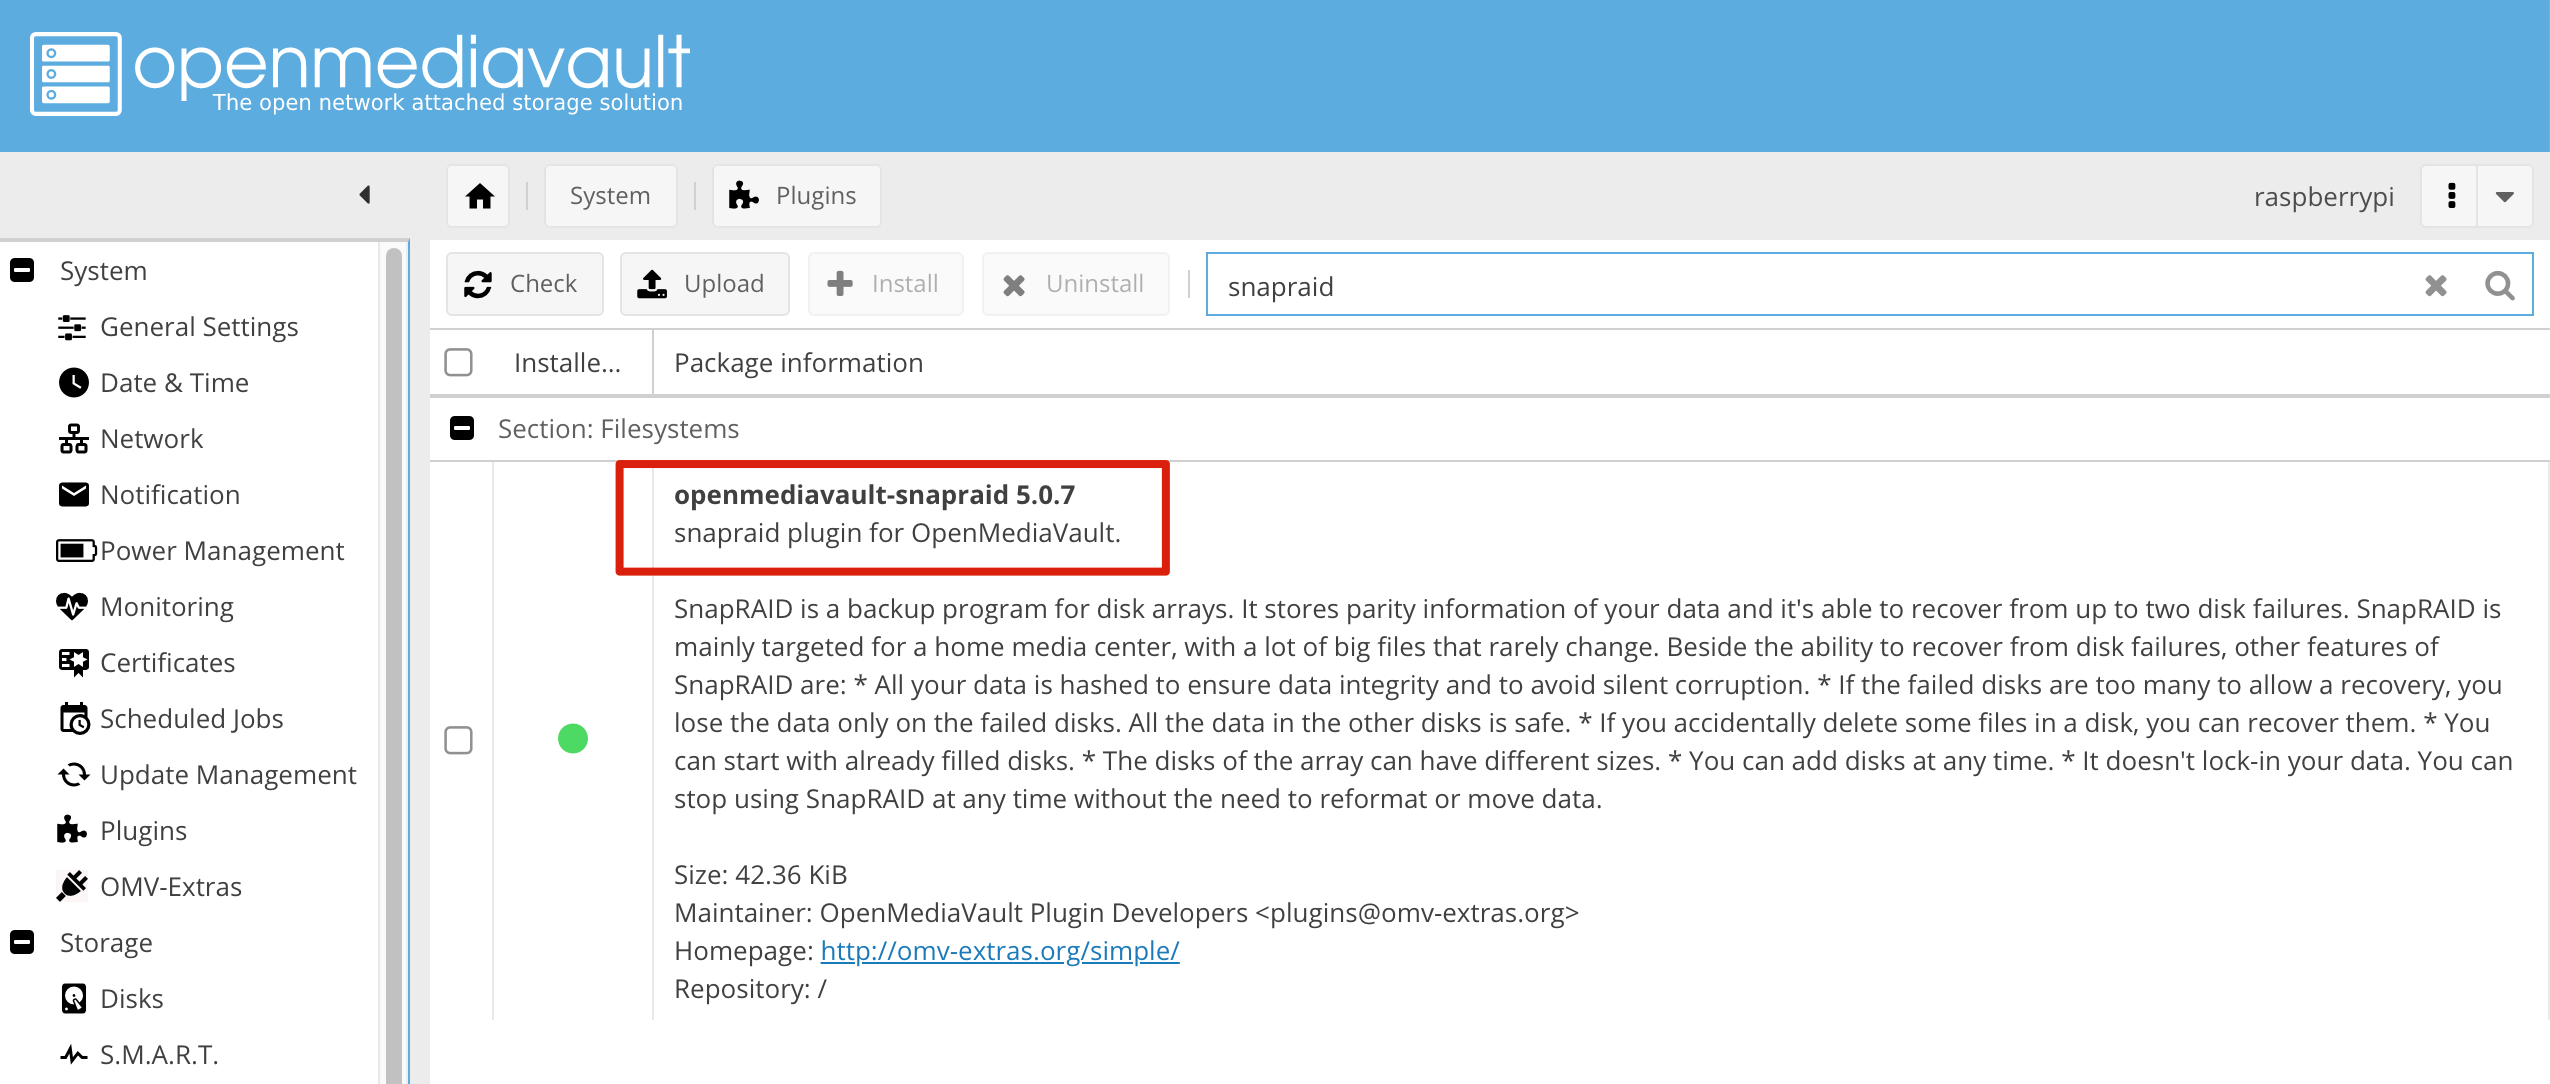 openmediavault
The open network attached storage solution
System
Plugins
raspberrypi
System
General Settings
Date & Time
Network
Notification
Power Management
Monitoring
Certificates
Scheduled Jobs
Update Management
Plugins
OMV-Extras
Storage
Disks
S.M.A.R.T.
Check
Upload
Install
Uninstall
snapraid
Installe...
Package information
Section: Filesystems
openmediavault-snapraid 5.0.7
snapraid plugin for OpenMediaVault.
SnapRAID is a backup program for disk arrays. It stores parity information of your data and it's able to recover from up to two disk failures. SnapRAID is
mainly targeted for a home media center, with a lot of big files that rarely change. Beside the ability to recover from disk failures, other features of
SnapRAID are: * All your data is hashed to ensure data integrity and to avoid silent corruption. * If the failed disks are too many to allow a recovery, you
lose the data only on the failed disks. All the data in the other disks is safe. * If you accidentally delete some files in a disk, you can recover them. * You
can start with already filled disks. * The disks of the array can have different sizes. * You can add disks at any time. * It doesn't lock-in your data. You can
stop using SnapRAID at any time without the need to reformat or move data.
Size: 42.36 KiB
Maintainer: OpenMediaVault Plugin Developers <plugins@omv-extras.org>
Homepage: http://omv-extras.org/simple/
Repository: /